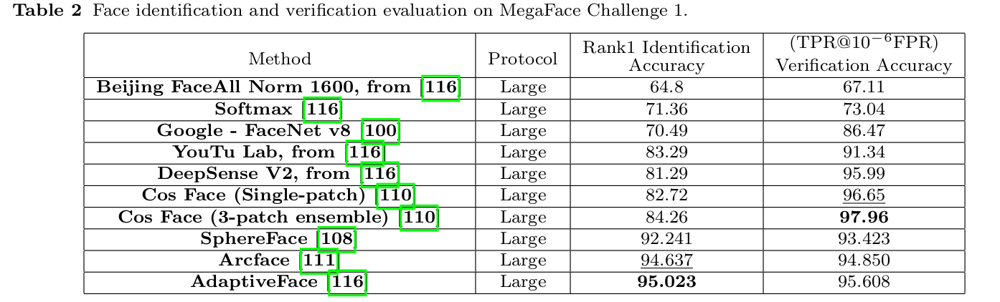 Table 2 Face identification and verification evaluation on MegaFace Challenge 1.
Method Protocol Rank1 Identification Accuracy (TPR@10−6FPR) Verification Accuracy
Beijing FaceAll Norm 1600, from [116] Large 64.8 67.11
Softmax [116] Large 71.36 73.04
Google - FaceNet v8 [100] Large 70.49 86.47
YouTu Lab, from [116] Large 83.29 91.34
DeepSense V2, from [116] Large 81.29 95.99
Cos Face (Single-patch) [110] Large 82.72 96.65
Cos Face (3-patch ensemble) [110] Large 84.26 97.96
SphereFace [108] Large 92.241 93.423
Arcface [111] Large 94.637 94.850
AdaptiveFace [116] Large 95.023 95.608